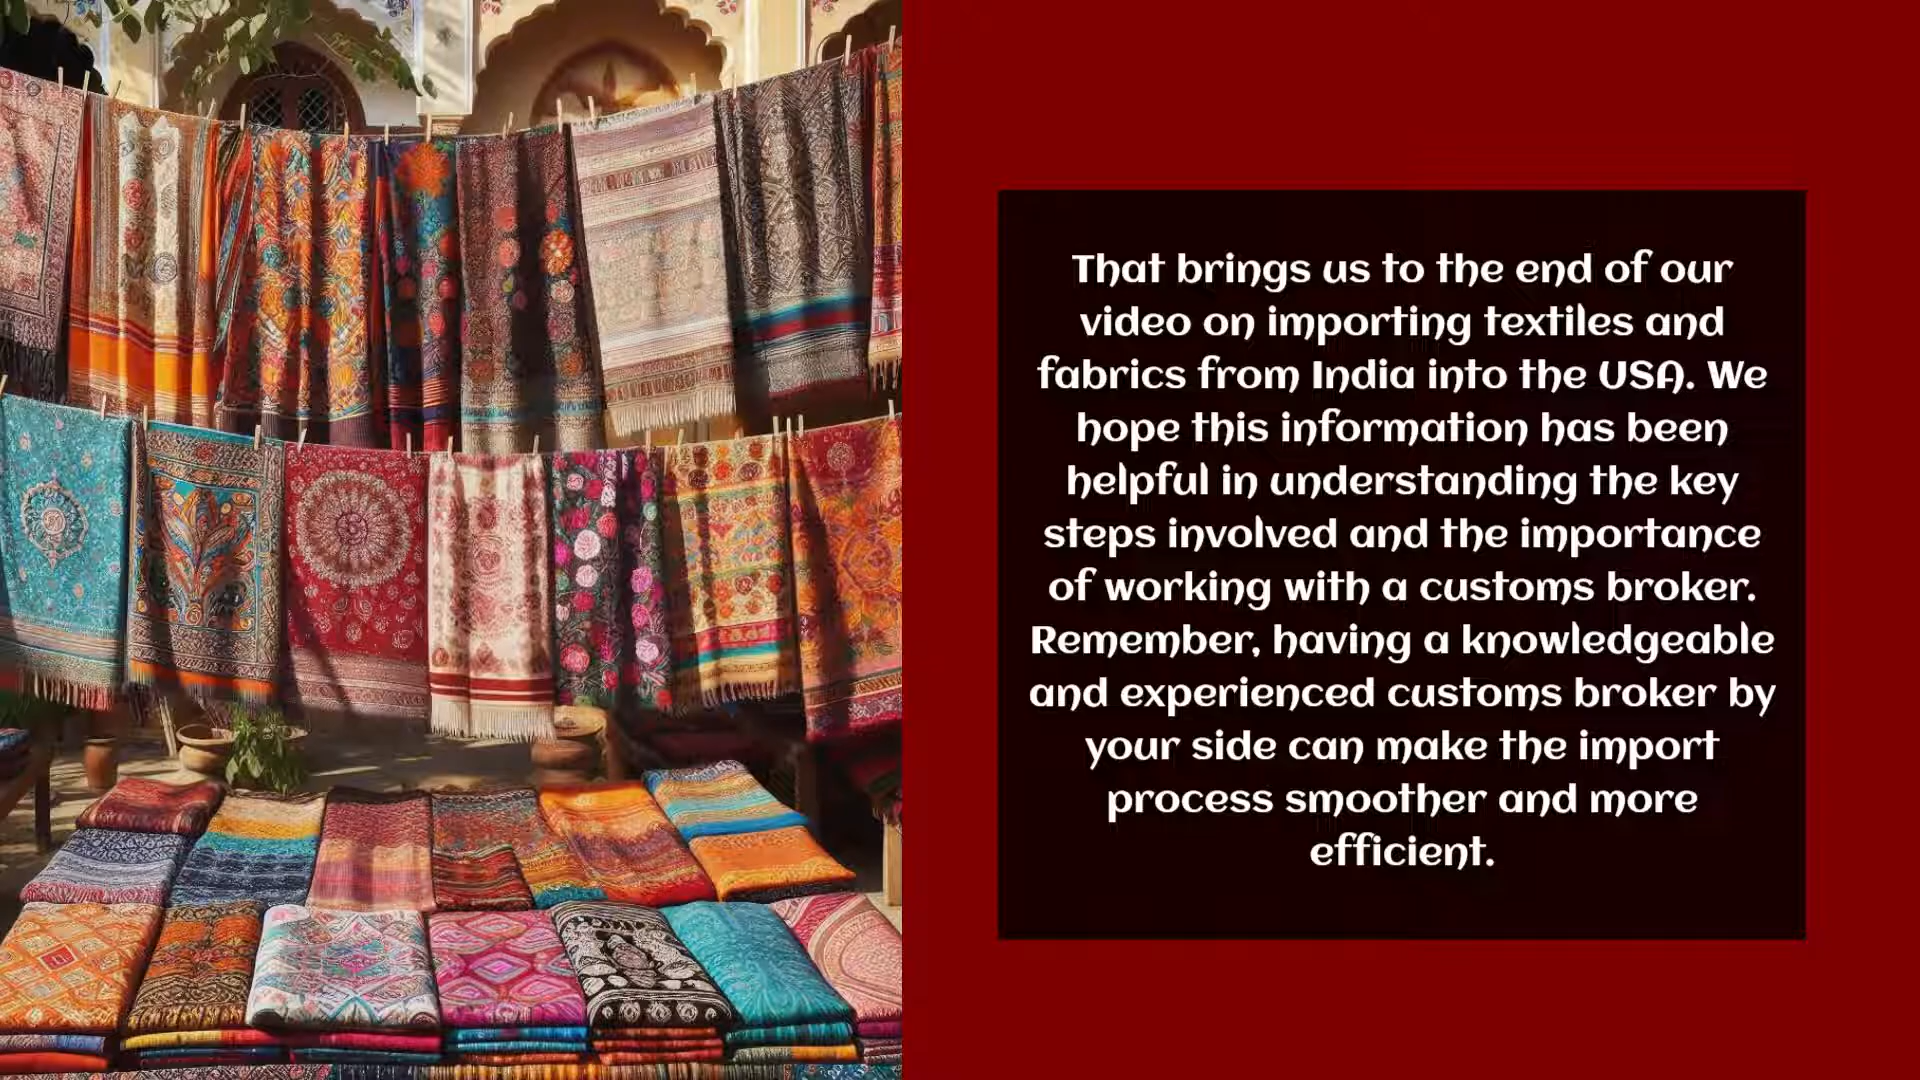 That brings us to the end of our
video on importing textiles and
fabrics from India into the USA. We
hope this information has been
helpful in understanding the key
steps involved and the importance
of working with a customs broker.
Remember, having a knowledgeable
and experienced customs broker by
your side can make the import
process smoother and more
efficient.